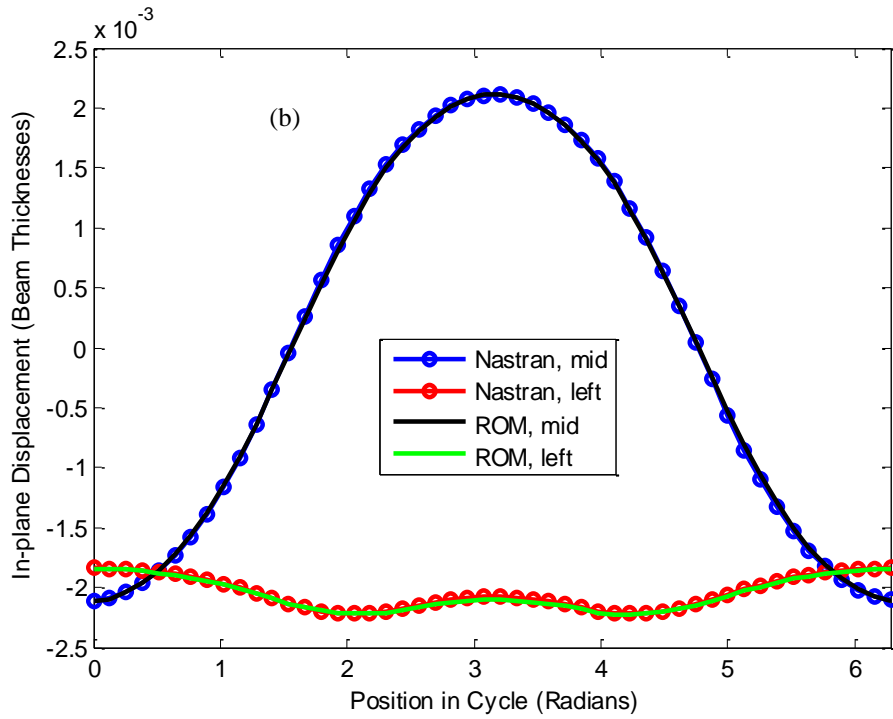 x 10^-3
2.5
2
1.5
1
0.5
0
-0.5
-1
-1.5
-2
-2.5
In-plane Displacement (Beam Thicknesses)
(b)
Nastran, mid
Nastran, left
ROM, mid
ROM, left
0 1 2 3 4 5 6
Position in Cycle (Radians)